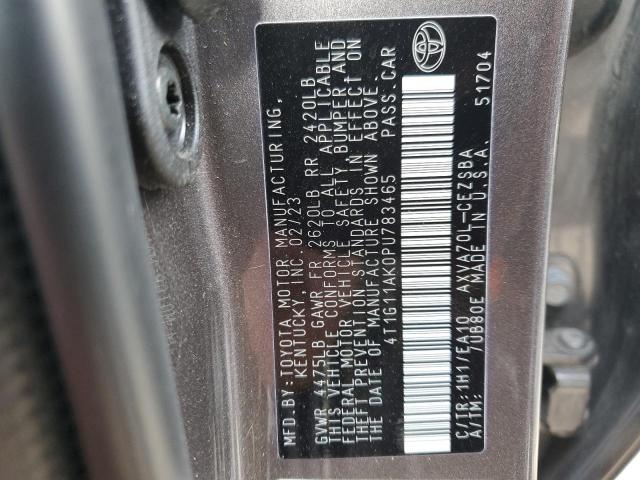 MFD.BY:TOYOTA MOTOR MANUFACTURING,
KENTUCKY, INC. 02/23
GVWR 4475LB GAWR FR 2620LB RR 2420LB
THIS VEHICLE CONFORMS TO ALL APPLICABLE
FEDERAL MOTOR VEHICLE SAFETY, BUMPER, AND
THEFT PREVENTION STANDARDS IN EFFECT ON
THE DATE OF MANUFACTURE SHOWN ABOVE.
4T1G11AK0PU783465 PASS.CAR
C/TR:1H1/EA10 AXVA70L-CEZSBA 51704
A/TM: /UB80E MADE IN U.S.A.